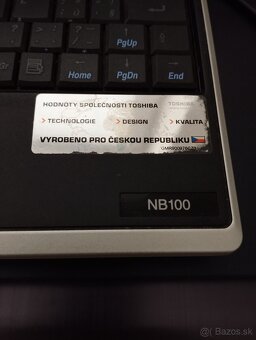 PgUp
Home PgDn End
HODNOTY SPOLEČNOSTI TOSHIBA TOSHIBA
> TECHNOLOGIE > DESIGN > KVALITA
VYROBENO PRO ČESKOU REPUBLIKU
NB100
Bazos.sk